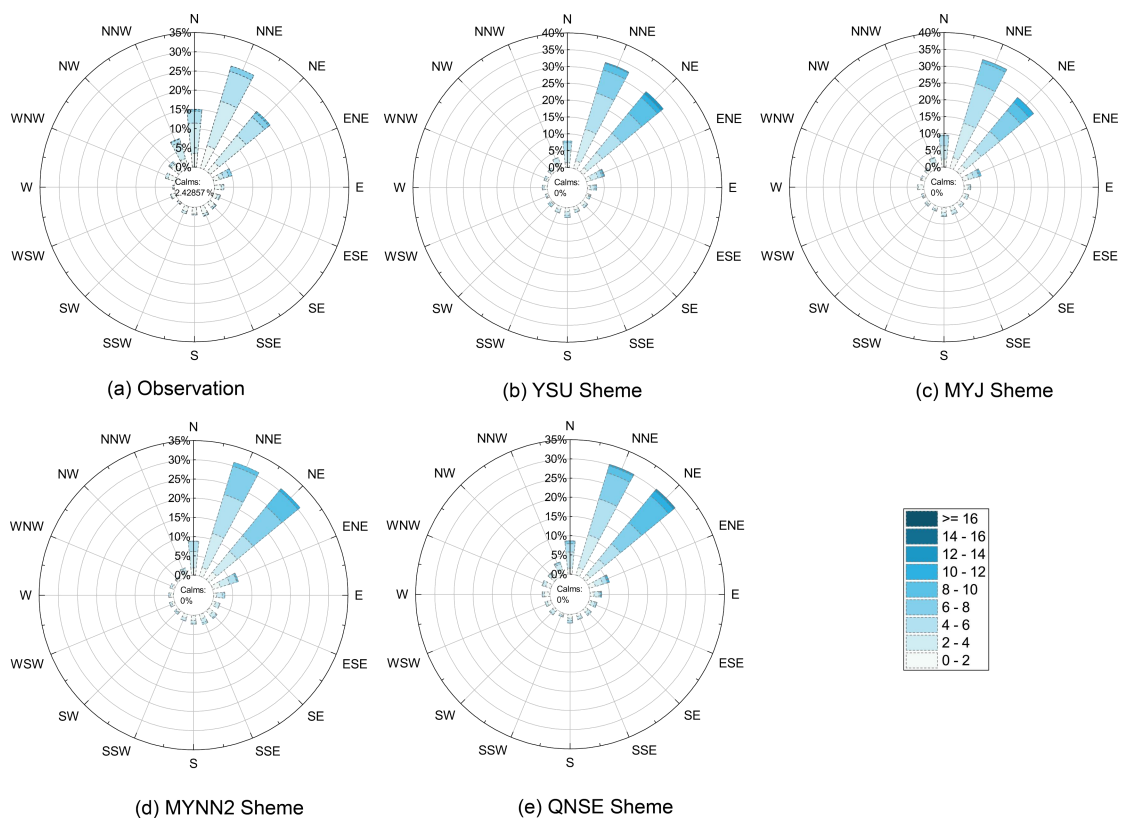 N
NNW
NNE
NW
NE
WNW
ENE
W
E
WSW
ESE
SW
SE
SSW
SSE
S
35%
30%
25%
20%
15%
10%
5%
0%
Calms:
2.42857 %
(a) Observation
N
NNW
NNE
NW
NE
WNW
ENE
W
E
WSW
ESE
SW
SE
SSW
SSE
S
40%
35%
30%
25%
20%
15%
10%
5%
0%
Calms:
0%
(b) YSU Sheme
N
NNW
NNE
NW
NE
WNW
ENE
W
E
WSW
ESE
SW
SE
SSW
SSE
S
40%
35%
30%
25%
20%
15%
10%
5%
0%
Calms:
0%
(c) MYJ Sheme
N
NNW
NNE
NW
NE
WNW
ENE
W
E
WSW
ESE
SW
SE
SSW
SSE
S
35%
30%
25%
20%
15%
10%
5%
0%
Calms:
0%
(d) MYNN2 Sheme
N
NNW
NNE
NW
NE
WNW
ENE
W
E
WSW
ESE
SW
SE
SSW
SSE
S
35%
30%
25%
20%
15%
10%
5%
0%
Calms:
0%
(e) QNSE Sheme
>= 16
14 - 16
12 - 14
10 - 12
8 - 10
6 - 8
4 - 6
2 - 4
0 - 2